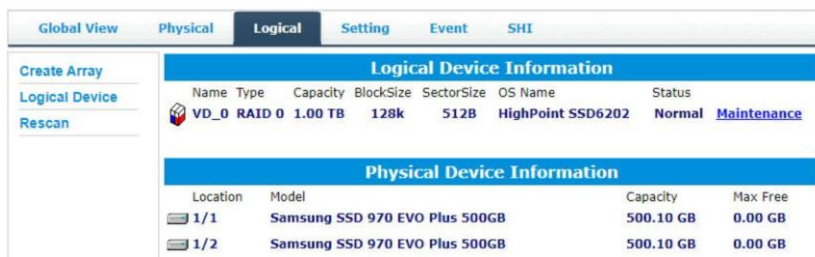 Global View Physical Logical Setting Event SHI
Create Array
Logical Device
Rescan
Logical Device Information
Name Type Capacity BlockSize SectorSize OS Name Status
VD_0 RAID 0 1.00 TB 128k 512B HighPoint SSD6202 Normal Maintenance
Physical Device Information
Location Model Capacity Max Free
1/1 Samsung SSD 970 EVO Plus 500GB 500.10 GB 0.00 GB
1/2 Samsung SSD 970 EVO Plus 500GB 500.10 GB 0.00 GB